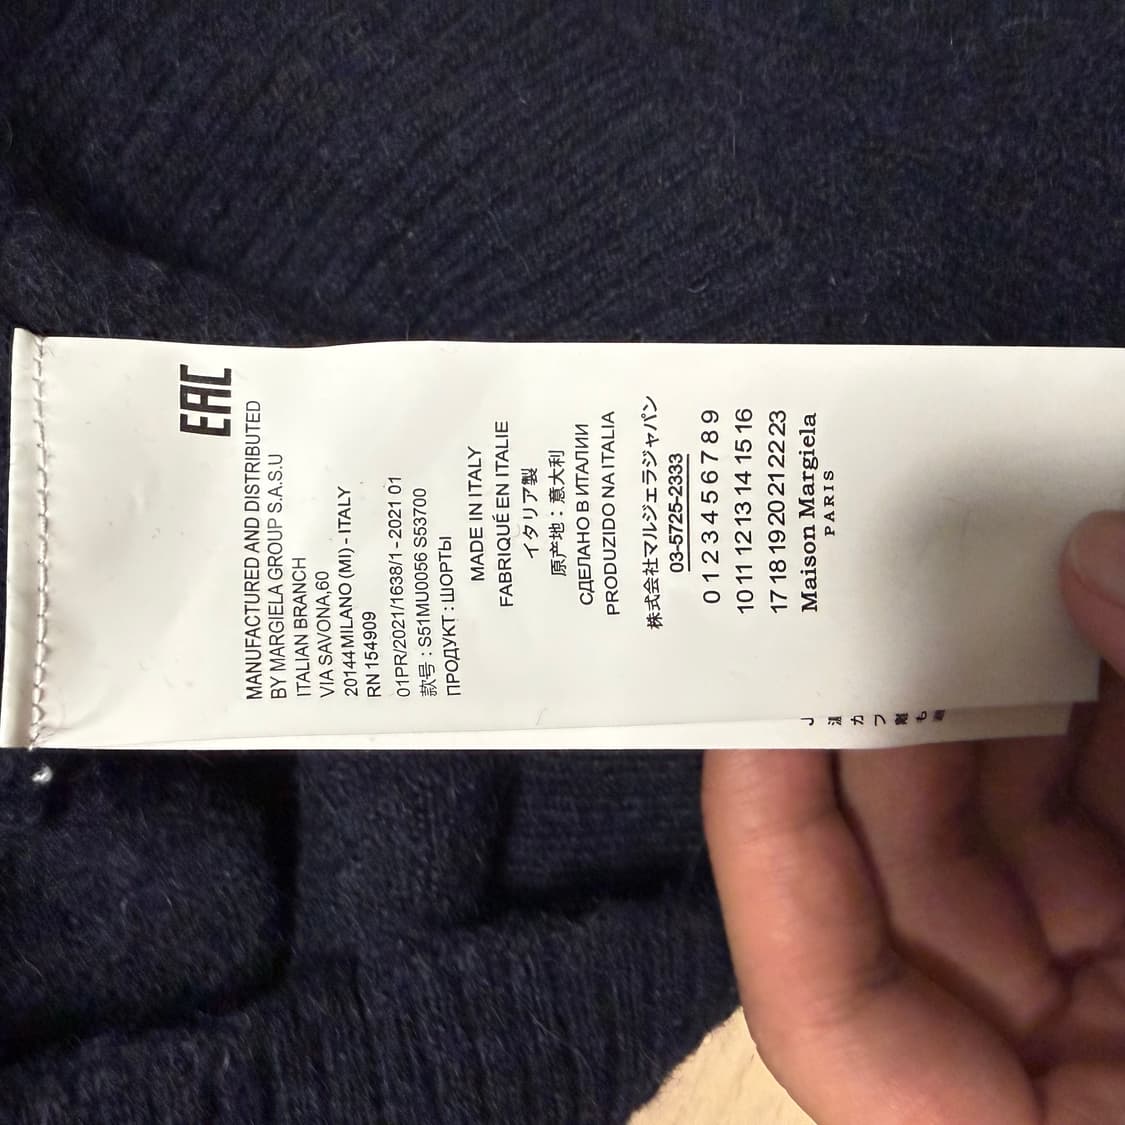 EAC
MANUFACTURED AND DISTRIBUTED
BY MARGIELA GROUP S.A.S.U
ITALIAN BRANCH
VIA SAVONA,60
20144 MILANO (MI) - ITALY
RN 154909
01PR/2021/1638/1 - 2021 01
款号 : S51MU0056 S53700
ПРОДУКТ : ШОРТЫ
MADE IN ITALY
FABRIQUÉ EN ITALIE
イタリア製
原产地 : 意大利
СДЕЛАНО В ИТАЛИИ
PRODUZIDO NA ITALIA
株式会社マルジェラジャパン
03-5725-2333
0 1 2 3 4 5 6 7 8 9
10 11 12 13 14 15 16
17 18 19 20 21 22 23
Maison Margiela
PARIS